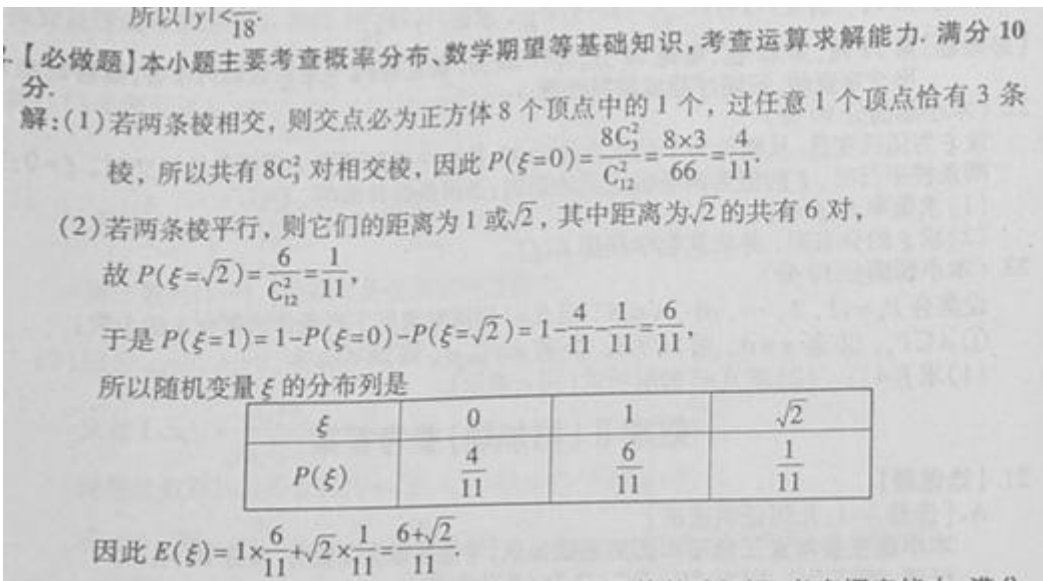 所以|y|<—18.
【必做题】本小题主要考查概率分布、数学期望等基础知识,考查运算求解能力. 满分 10
分.
解:(1)若两条棱相交, 则交点必为正方体 8 个顶点中的 1 个, 过任意 1 个顶点恰有 3 条
棱, 所以共有 8C₃² 对相交棱, 因此 P(ξ=0)=8C₃²/C₁₂²=8×3/66=4/11.
(2)若两条棱平行, 则它们的距离为 1 或√2, 其中距离为√2的共有 6 对,
故 P(ξ=√2)=6/C₁₂²=1/11,
于是 P(ξ=1)=1-P(ξ=0)-P(ξ=√2)=1-4/11-1/11=6/11,
所以随机变量 ξ 的分布列是
ξ 0 1 √2
P(ξ) 4/11 6/11 1/11
因此 E(ξ)=1×6/11+√2×1/11=(6+√2)/11.